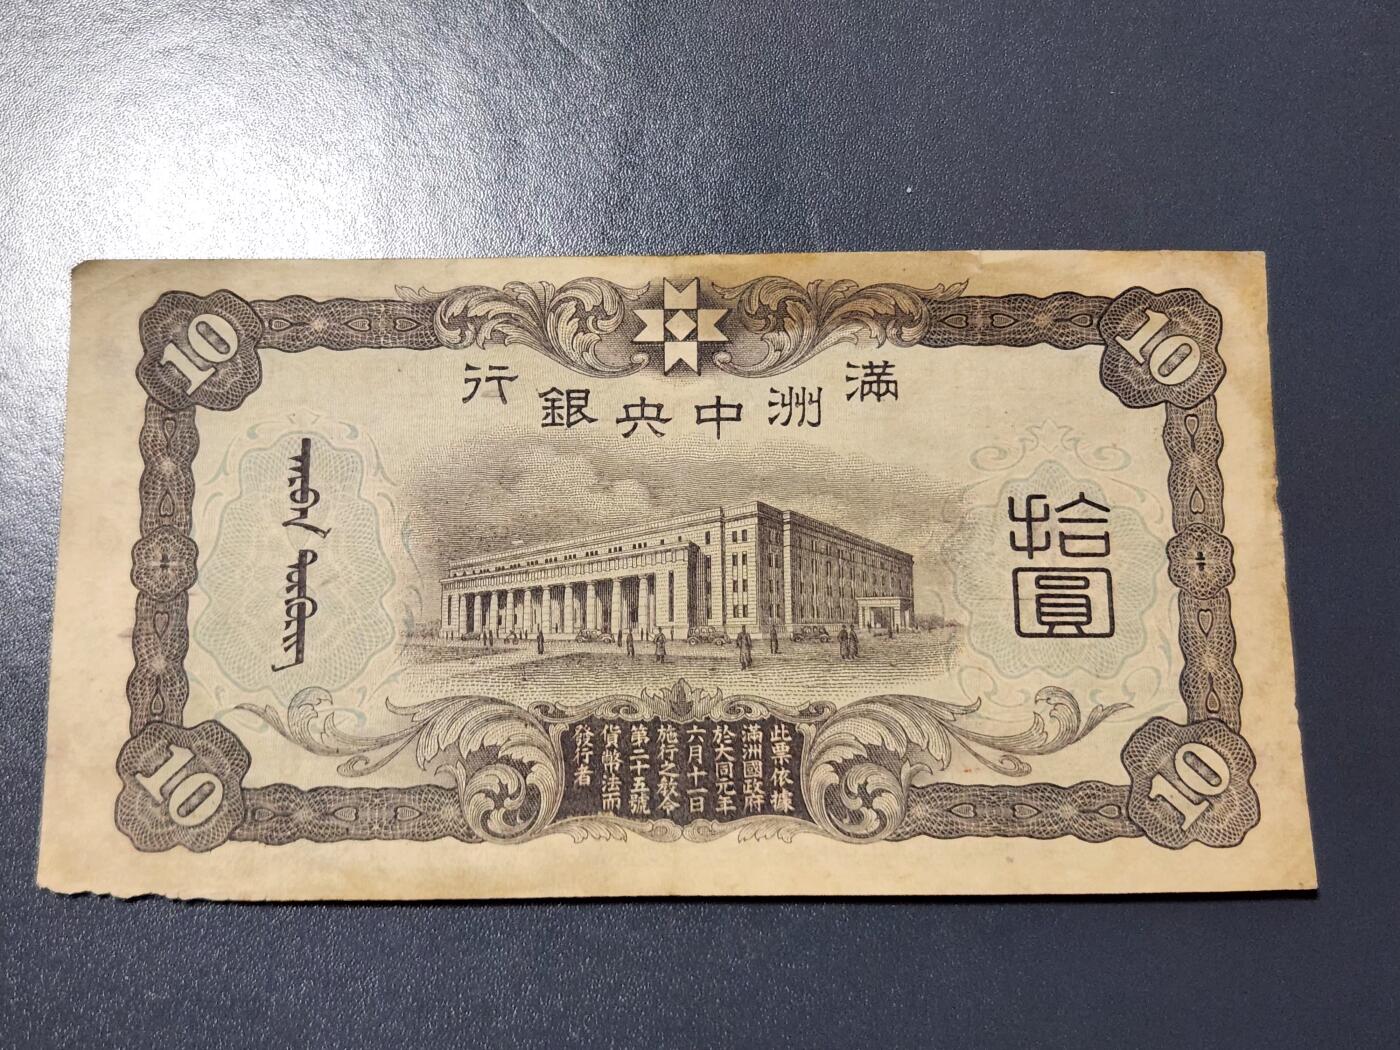 10
10
滿洲中央銀行
拾圓
此票依據
滿洲國政府
於大同元年
六月十一日
施行之敎令
第二十五號
貨幣法而
發行者
10
10